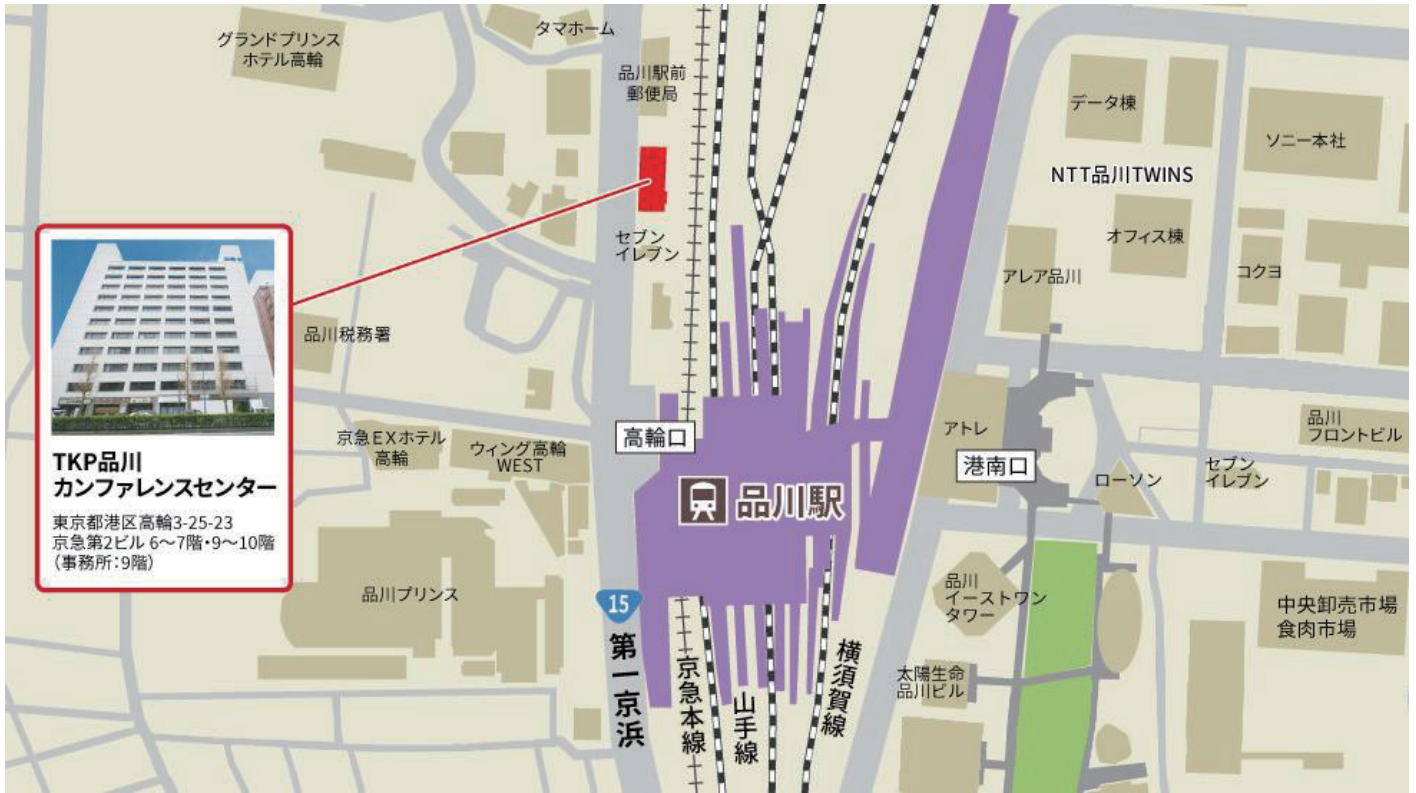 グランドプリンス
ホテル高輪
タマホーム
品川駅前
郵便局
データ棟
ソニー本社
NTT品川TWINS
オフィス棟
セブン
イレブン
アレア品川
コクヨ
品川税務署
TKP品川
カンファレンスセンター
東京都港区高輪3-25-23
京急第2ビル 6～7階・9～10階
（事務所：9階）
京急EXホテル
高輪
ウィング高輪
WEST
高輪口
アトレ
港南口
ローソン
セブン
イレブン
品川
フロントビル
品川駅
品川プリンス
15
第一京浜
京急本線
山手線
横須賀線
品川
イーストワン
タワー
太陽生命
品川ビル
中央卸売市場
食肉市場